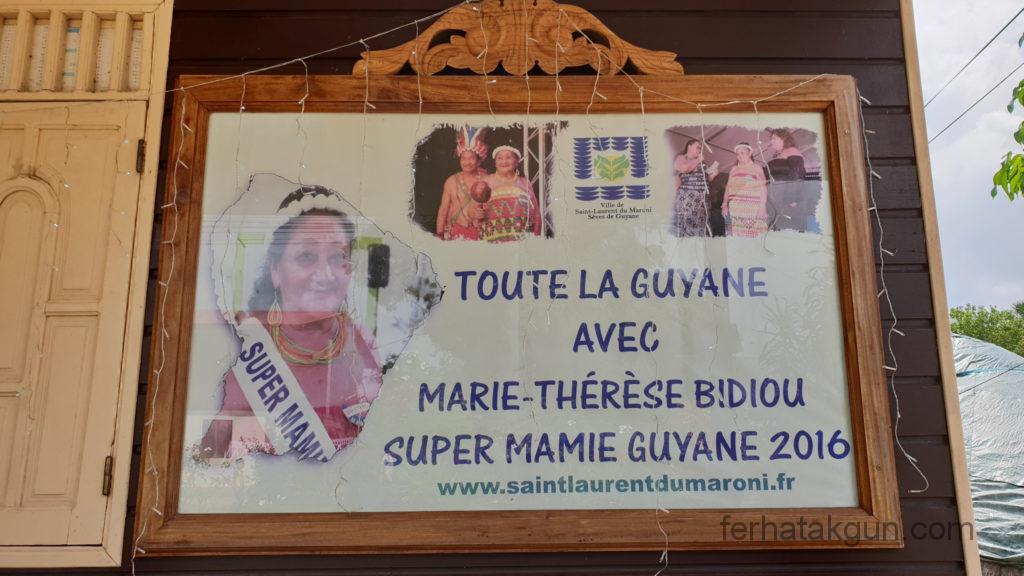 Ville de
Saint-Laurent du Maroni
Sèves de Guyane
TOUTE LA GUYANE
AVEC
MARIE-THÉRÈSE BIDIOU
SUPER MAMIE GUYANE 2016
www.saintlaurentdumaroni.fr
SUPER MAMI
ferhatakgun.com